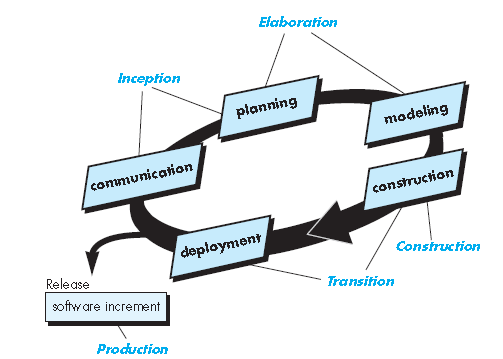 Elaboration
Inception
planning
modeling
communication
construction
deployment
Construction
Transition
Release
software increment
Production